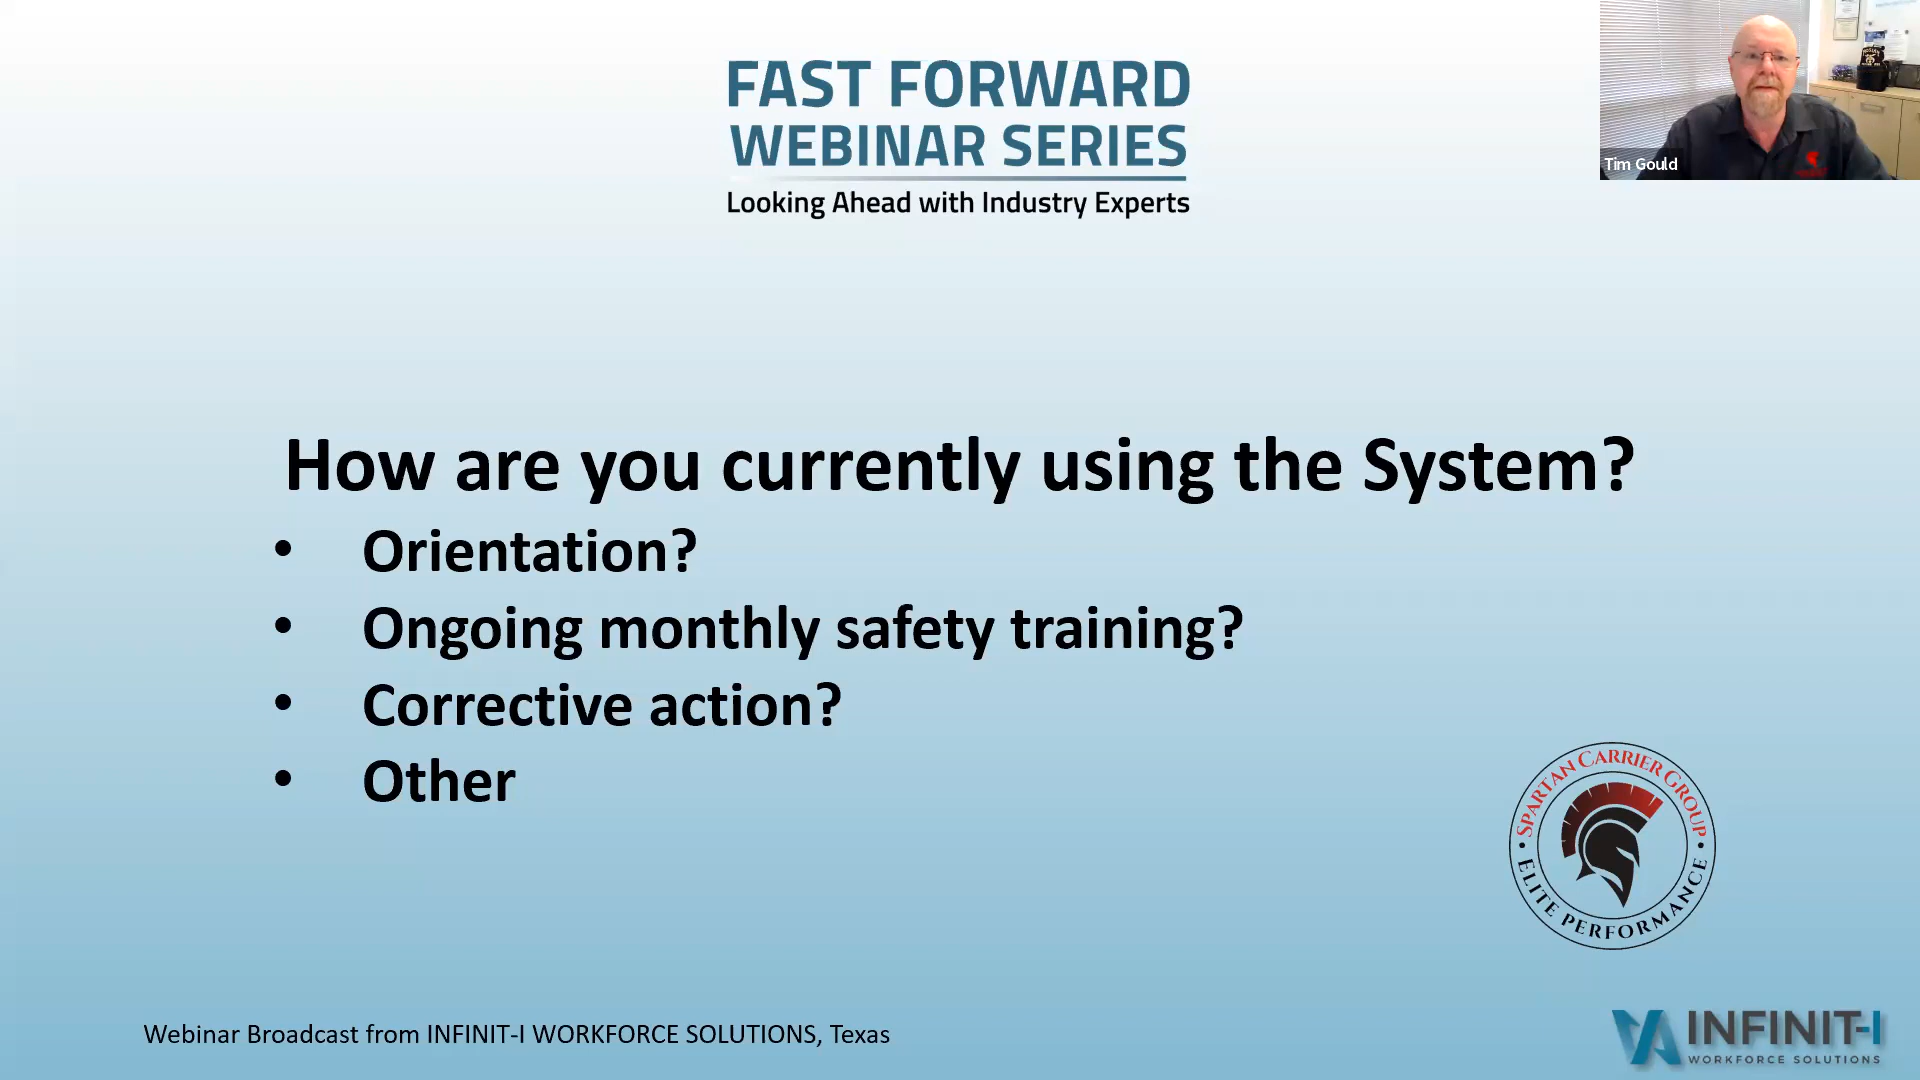 FAST FORWARD
WEBINAR SERIES
Looking Ahead with Industry Experts
Tim Gould
How are you currently using the System?
• Orientation?
• Ongoing monthly safety training?
• Corrective action?
• Other
SPARTAN CARRIER GROUP
• ELITE PERFORMANCE •
Webinar Broadcast from INFINIT-I WORKFORCE SOLUTIONS, Texas
INFINIT-I
WORKFORCE SOLUTIONS